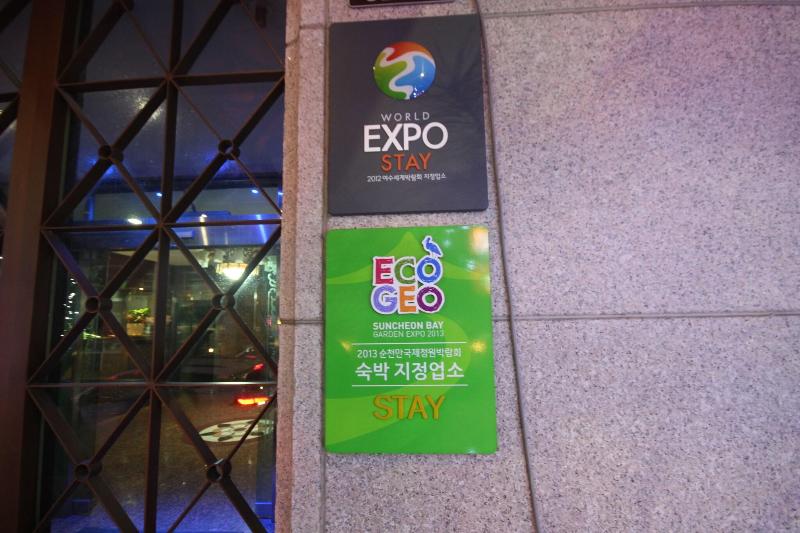 WORLD
EXPO
STAY
2012 여수세계박람회 지정업소
ECO
GEO
SUNCHEON BAY
GARDEN EXPO 2013
2013 순천만국제정원박람회
숙박 지정업소
STAY